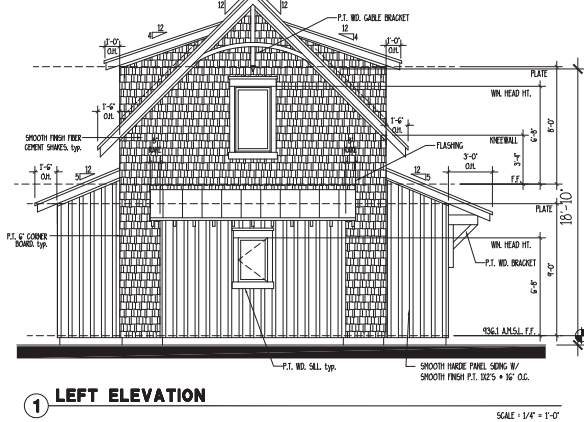 12 12
P.T. WD. GABLE BRACKET
12 12
4 4
1'-0" 1'-0"
O.H. O.H.
PLATE
WIN. HEAD HT.
1'-6" 1'-6"
O.H. O.H.
8'-0"
6'-8"
SMOOTH FINISH FIBER
CEMENT SHAKES, typ.
KNEEWALL
FLASHING
3'-4"
1'-6" 12 12 3'-0"
O.H. 5 5 O.H.
F.F.
PLATE
18'-10"
P.T. 6" CORNER
BOARD, typ.
WIN. HEAD HT.
P.T. WD. BRACKET
9'-0"
6'-8"
936.1 A.M.S.L. F.F.
P.T. WD. SILL, typ.
SMOOTH HARDIE PANEL SIDING W/
SMOOTH FINISH P.T. 1X2'S @ 16" O.C.
1 LEFT ELEVATION
SCALE : 1/4" = 1'-0"